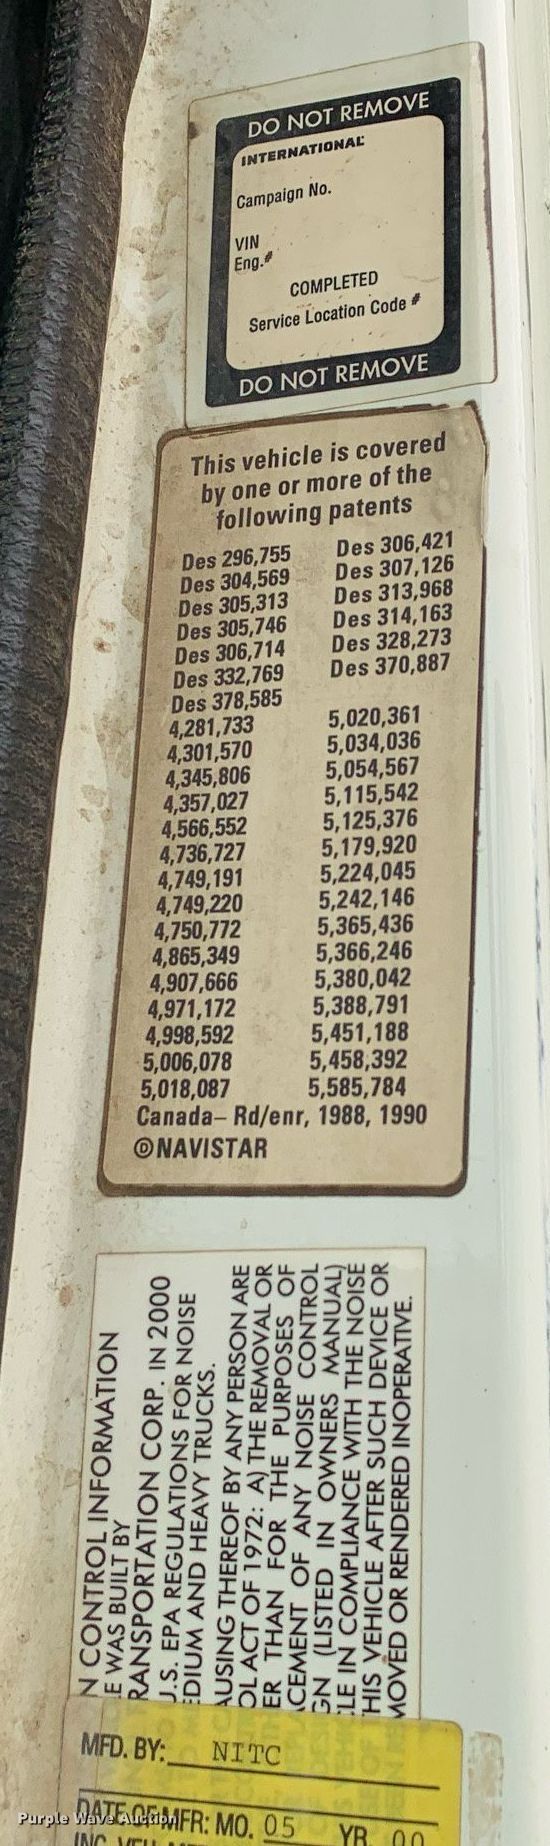 DO NOT REMOVE
INTERNATIONAL
Campaign No.
VIN
Eng.#
COMPLETED
Service Location Code #
DO NOT REMOVE
This vehicle is covered
by one or more of the
following patents
Des 296,755 Des 306,421
Des 304,569 Des 307,126
Des 305,313 Des 313,968
Des 305,746 Des 314,163
Des 306,714 Des 328,273
Des 332,769 Des 370,887
Des 378,585
4,281,733 5,020,361
4,301,570 5,034,036
4,345,806 5,054,567
4,357,027 5,115,542
4,566,552 5,125,376
4,736,727 5,179,920
4,749,191 5,224,045
4,749,220 5,242,146
4,750,772 5,365,436
4,865,349 5,366,246
4,907,666 5,380,042
4,971,172 5,388,791
4,998,592 5,451,188
5,006,078 5,458,392
5,018,087 5,585,784
Canada– Rd/enr, 1988, 1990
ⒹNAVISTAR
N CONTROL INFORMATION
E WAS BUILT BY
RANSPORTATION CORP. IN 2000
U.S. EPA REGULATIONS FOR NOISE
EDIUM AND HEAVY TRUCKS.
AUSING THEREOF BY ANY PERSON ARE
OL ACT OF 1972: A) THE REMOVAL OR
ER THAN FOR THE PURPOSES OF
ACEMENT OF ANY NOISE CONTROL
GN (LISTED IN OWNERS MANUAL)
LE IN COMPLIANCE WITH THE NOISE
HIS VEHICLE AFTER SUCH DEVICE OR
MOVED OR RENDERED INOPERATIVE.
MFD. BY: NITC
DATE OF MFR: MO. 05 YR 00
INC. VEH.
Purple Wave Auction